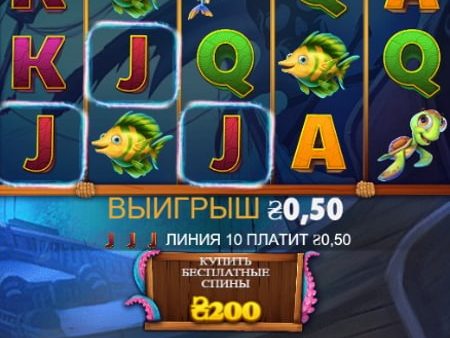 K J Q Q
J J A
ВЫИГРЫШ ₴0,50
J J J ЛИНИЯ 10 ПЛАТИТ ₴0,50
КУПИТЬ
БЕСПЛАТНЫЕ
СПИНЫ
₴200